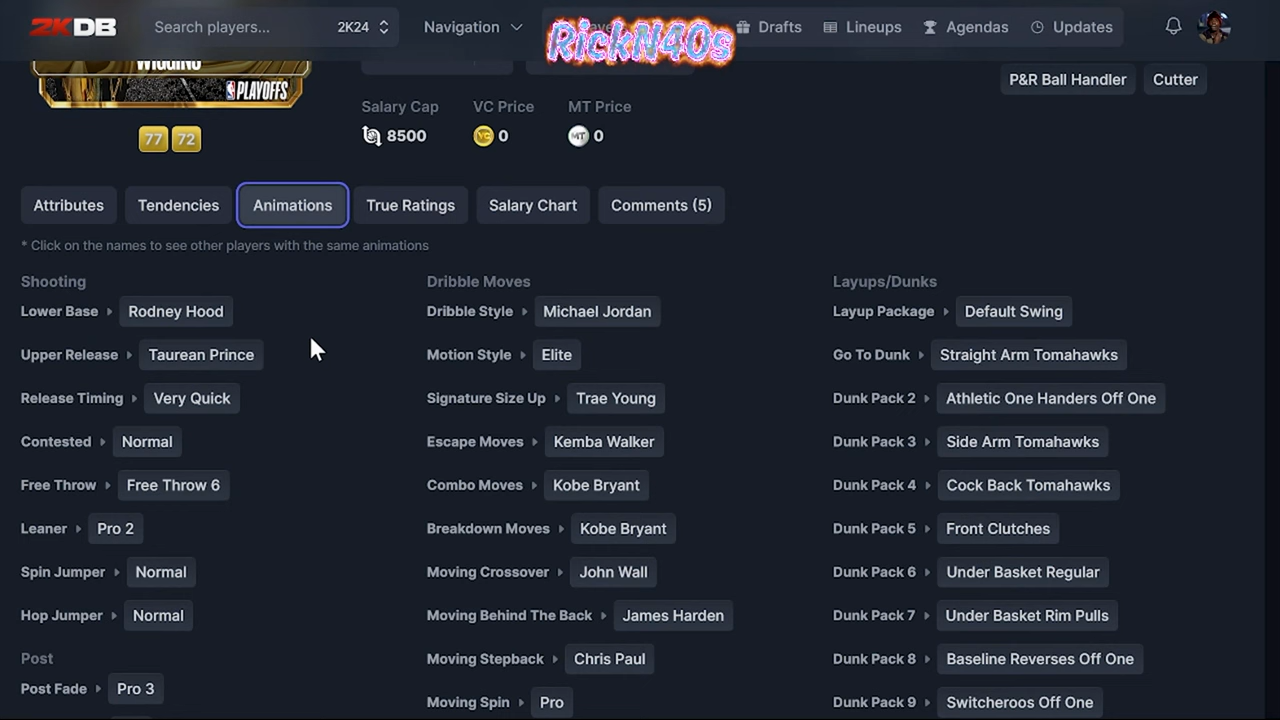 2KDB Search players... 2K24 Navigation RickN40s Drafts Lineups Agendas Updates
WIGGINS
NBA PLAYOFFS
P&R Ball Handler Cutter
Salary Cap VC Price MT Price
8500 VC 0 MT 0
77 72
Attributes Tendencies Animations True Ratings Salary Chart Comments (5)
* Click on the names to see other players with the same animations
Shooting Dribble Moves Layups/Dunks
Lower Base Rodney Hood Dribble Style Michael Jordan Layup Package Default Swing
Upper Release Taurean Prince Motion Style Elite Go To Dunk Straight Arm Tomahawks
Release Timing Very Quick Signature Size Up Trae Young Dunk Pack 2 Athletic One Handers Off One
Contested Normal Escape Moves Kemba Walker Dunk Pack 3 Side Arm Tomahawks
Free Throw Free Throw 6 Combo Moves Kobe Bryant Dunk Pack 4 Cock Back Tomahawks
Leaner Pro 2 Breakdown Moves Kobe Bryant Dunk Pack 5 Front Clutches
Spin Jumper Normal Moving Crossover John Wall Dunk Pack 6 Under Basket Regular
Hop Jumper Normal Moving Behind The Back James Harden Dunk Pack 7 Under Basket Rim Pulls
Post Moving Stepback Chris Paul Dunk Pack 8 Baseline Reverses Off One
Post Fade Pro 3 Moving Spin Pro Dunk Pack 9 Switcheroos Off One